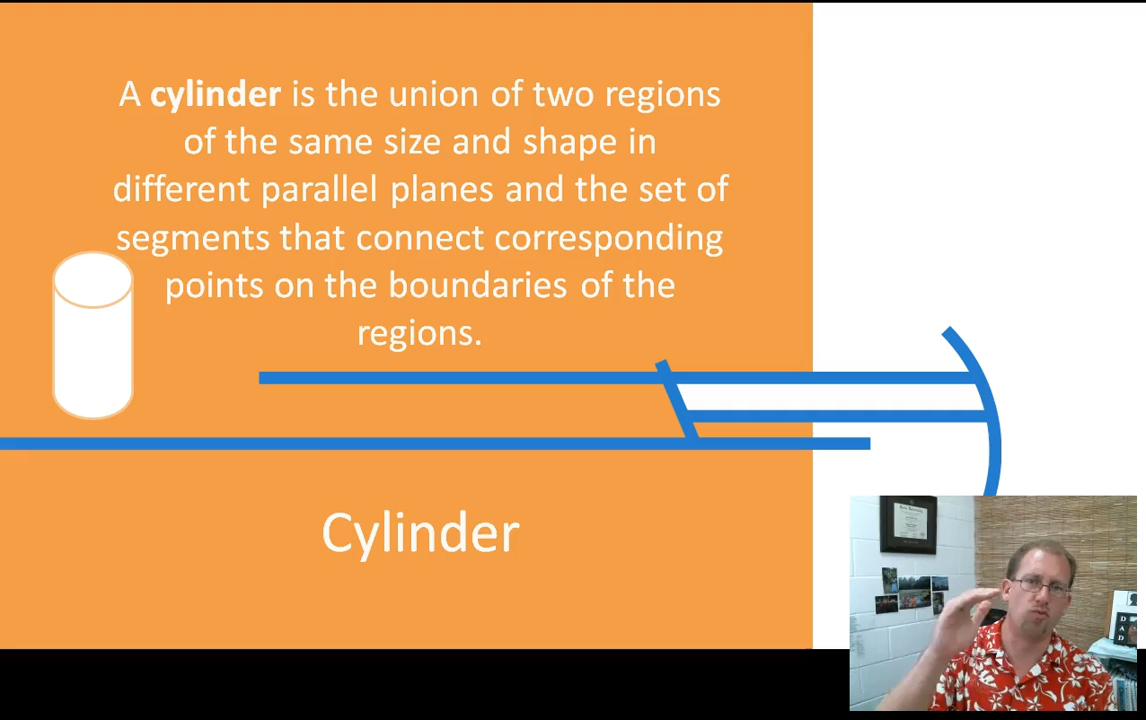 A cylinder is the union of two regions
of the same size and shape in
different parallel planes and the set of
segments that connect corresponding
points on the boundaries of the
regions.
Cylinder
DAD